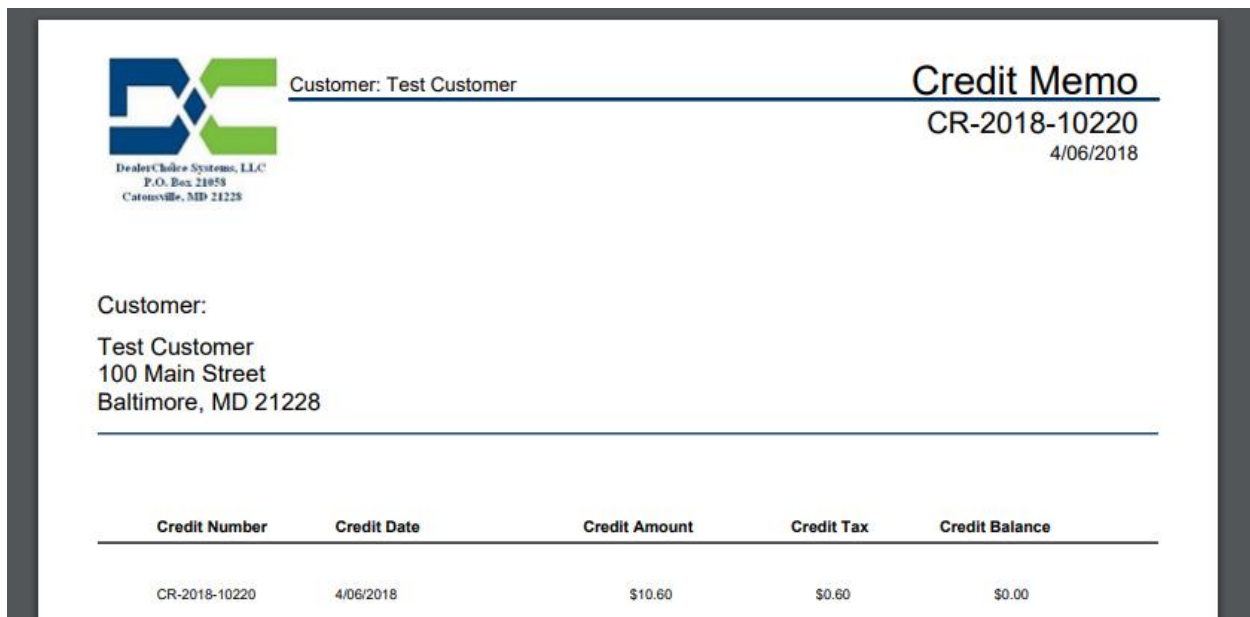 Customer: Test Customer
Credit Memo
CR-2018-10220
4/06/2018
DealerChoice Systems, LLC
P.O. Box 21058
Catonsville, MD 21228
Customer:
Test Customer
100 Main Street
Baltimore, MD 21228
Credit Number Credit Date Credit Amount Credit Tax Credit Balance
CR-2018-10220 4/06/2018 $10.60 $0.60 $0.00